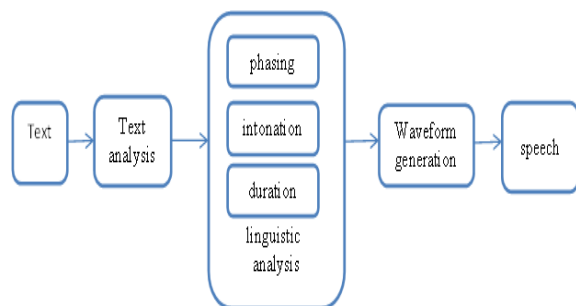 Text
Text
analysis
phasing
intonation
duration
linguistic
analysis
Waveform
generation
speech